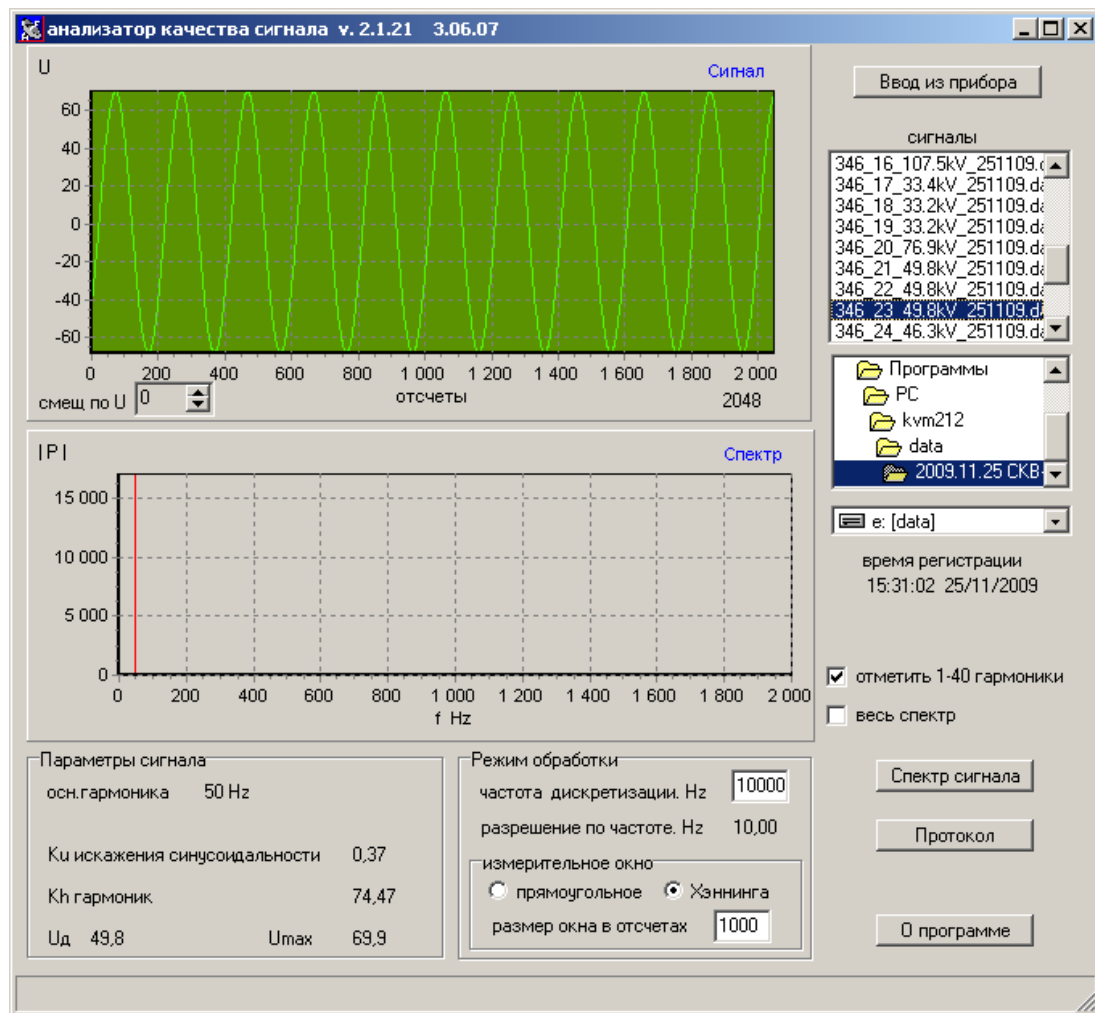 анализатор качества сигнала v. 2.1.21 3.06.07
U
Сигнал
60
40
20
0
-20
-40
-60
0 200 400 600 800 1 000 1 200 1 400 1 600 1 800 2 000
смещ по U 0
отсчеты
2048
|P|
Спектр
15 000
10 000
5 000
0
0 200 400 600 800 1 000 1 200 1 400 1 600 1 800 2 000
f Hz
Параметры сигнала
осн.гармоника 50 Hz
Ku искажения синусоидальности 0,37
Kh гармоник 74,47
Uд 49,8 Umax 69,9
Режим обработки
частота дискретизации. Hz 10000
разрешение по частоте. Hz 10,00
измерительное окно
прямоугольное Хэннинга
размер окна в отсчетах 1000
Ввод из прибора
сигналы
346_16_107.5kV_251109.
346_17_33.4kV_251109.da
346_18_33.2kV_251109.da
346_19_33.2kV_251109.da
346_20_76.9kV_251109.da
346_21_49.8kV_251109.da
346_22_49.8kV_251109.da
346_23_49.8kV_251109.da
346_24_46.3kV_251109.da
Программы
PC
kvm212
data
2009.11.25 СКВ-
e: [data]
время регистрации
15:31:02 25/11/2009
отметить 1-40 гармоники
весь спектр
Спектр сигнала
Протокол
О программе